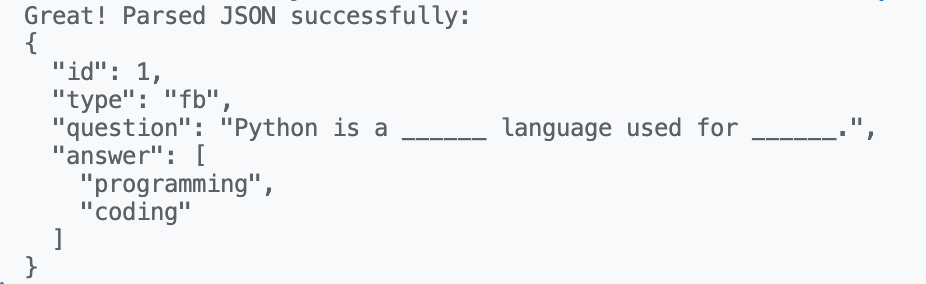 Great! Parsed JSON successfully:
{
  "id": 1,
  "type": "fb",
  "question": "Python is a ______ language used for ______.",
  "answer": [
    "programming",
    "coding"
  ]
}